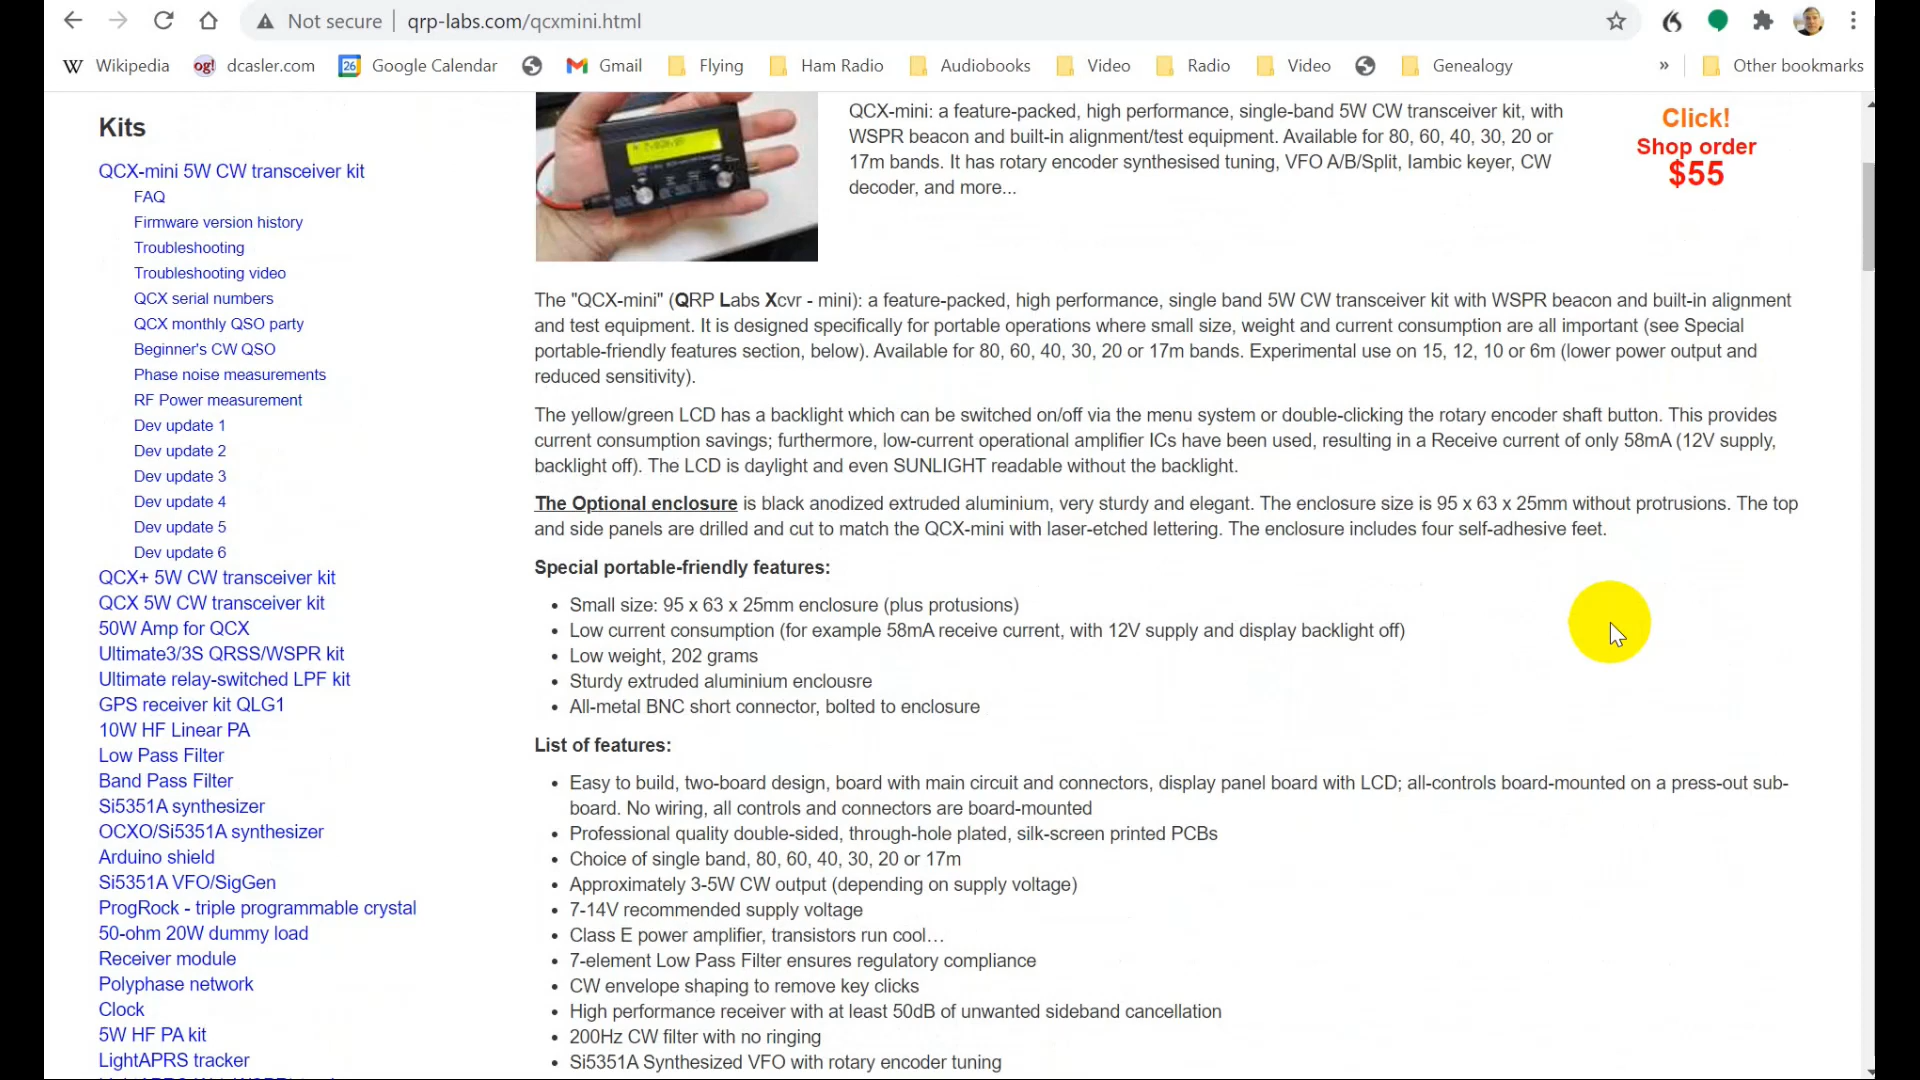 Not secure qrp-labs.com/qcxmini.html
W Wikipedia og! dcasler.com 26 Google Calendar Gmail Flying Ham Radio Audiobooks Video Radio Video Genealogy » Other bookmarks
Kits
QCX-mini 5W CW transceiver kit
FAQ
Firmware version history
Troubleshooting
Troubleshooting video
QCX serial numbers
QCX monthly QSO party
Beginner's CW QSO
Phase noise measurements
RF Power measurement
Dev update 1
Dev update 2
Dev update 3
Dev update 4
Dev update 5
Dev update 6
QCX+ 5W CW transceiver kit
QCX 5W CW transceiver kit
50W Amp for QCX
Ultimate3/3S QRSS/WSPR kit
Ultimate relay-switched LPF kit
GPS receiver kit QLG1
10W HF Linear PA
Low Pass Filter
Band Pass Filter
Si5351A synthesizer
OCXO/Si5351A synthesizer
Arduino shield
Si5351A VFO/SigGen
ProgRock - triple programmable crystal
50-ohm 20W dummy load
Receiver module
Polyphase network
Clock
5W HF PA kit
LightAPRS tracker
QCX-mini: a feature-packed, high performance, single-band 5W CW transceiver kit, with
WSPR beacon and built-in alignment/test equipment. Available for 80, 60, 40, 30, 20 or
17m bands. It has rotary encoder synthesised tuning, VFO A/B/Split, Iambic keyer, CW
decoder, and more...
Click!
Shop order
$55
The "QCX-mini" (QRP Labs Xcvr - mini): a feature-packed, high performance, single band 5W CW transceiver kit with WSPR beacon and built-in alignment
and test equipment. It is designed specifically for portable operations where small size, weight and current consumption are all important (see Special
portable-friendly features section, below). Available for 80, 60, 40, 30, 20 or 17m bands. Experimental use on 15, 12, 10 or 6m (lower power output and
reduced sensitivity).
The yellow/green LCD has a backlight which can be switched on/off via the menu system or double-clicking the rotary encoder shaft button. This provides
current consumption savings; furthermore, low-current operational amplifier ICs have been used, resulting in a Receive current of only 58mA (12V supply,
backlight off). The LCD is daylight and even SUNLIGHT readable without the backlight.
The Optional enclosure is black anodized extruded aluminium, very sturdy and elegant. The enclosure size is 95 x 63 x 25mm without protrusions. The top
and side panels are drilled and cut to match the QCX-mini with laser-etched lettering. The enclosure includes four self-adhesive feet.
Special portable-friendly features:
• Small size: 95 x 63 x 25mm enclosure (plus protusions)
• Low current consumption (for example 58mA receive current, with 12V supply and display backlight off)
• Low weight, 202 grams
• Sturdy extruded aluminium enclousre
• All-metal BNC short connector, bolted to enclosure
List of features:
• Easy to build, two-board design, board with main circuit and connectors, display panel board with LCD; all-controls board-mounted on a press-out sub-
board. No wiring, all controls and connectors are board-mounted
• Professional quality double-sided, through-hole plated, silk-screen printed PCBs
• Choice of single band, 80, 60, 40, 30, 20 or 17m
• Approximately 3-5W CW output (depending on supply voltage)
• 7-14V recommended supply voltage
• Class E power amplifier, transistors run cool…
• 7-element Low Pass Filter ensures regulatory compliance
• CW envelope shaping to remove key clicks
• High performance receiver with at least 50dB of unwanted sideband cancellation
• 200Hz CW filter with no ringing
• Si5351A Synthesized VFO with rotary encoder tuning